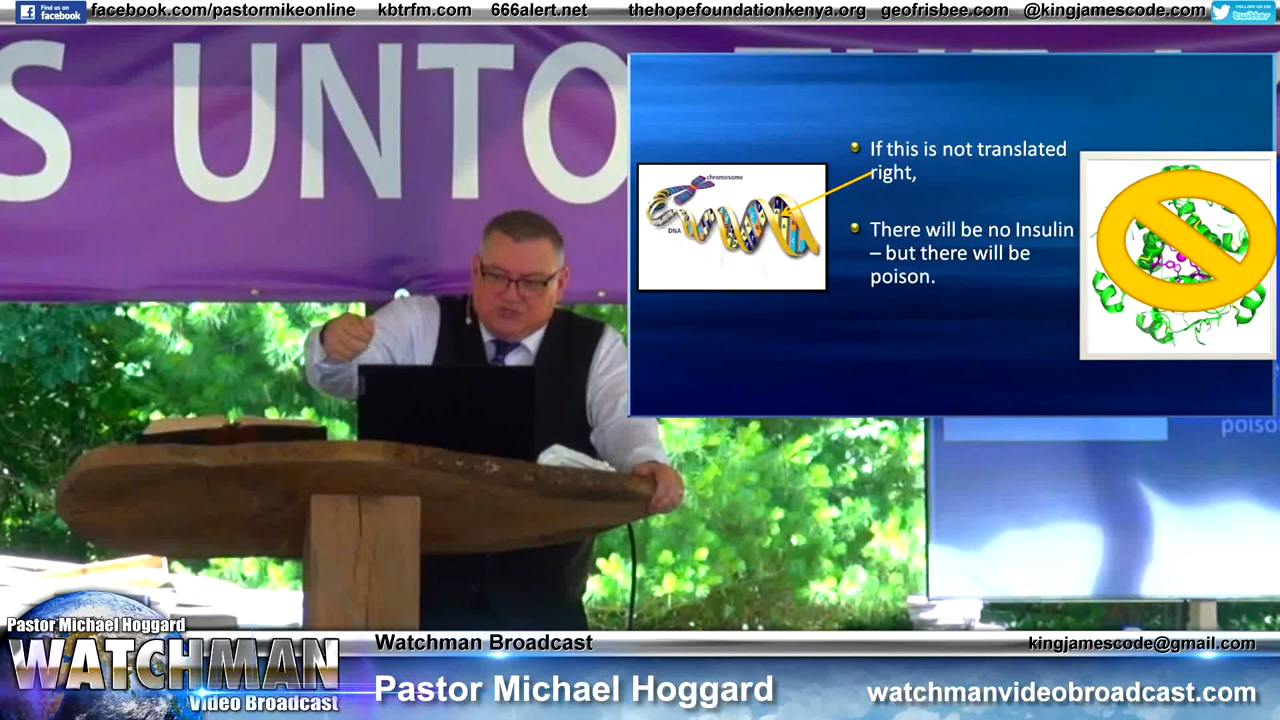 Find us on
facebook
facebook.com/pastormikeonline kbtrfm.com 666alert.net thehopefoundationkenya.org geofrisbee.com @kingjamescode.com
FOLLOW US ON
twitter
S UNTO
If this is not translated
right,
There will be no Insulin
– but there will be
poison.
chromosome
DNA
poiso
Pastor Michael Hoggard
WATCHMAN
Video Broadcast
Watchman Broadcast
kingjamescode@gmail.com
Pastor Michael Hoggard
watchmanvideobroadcast.com